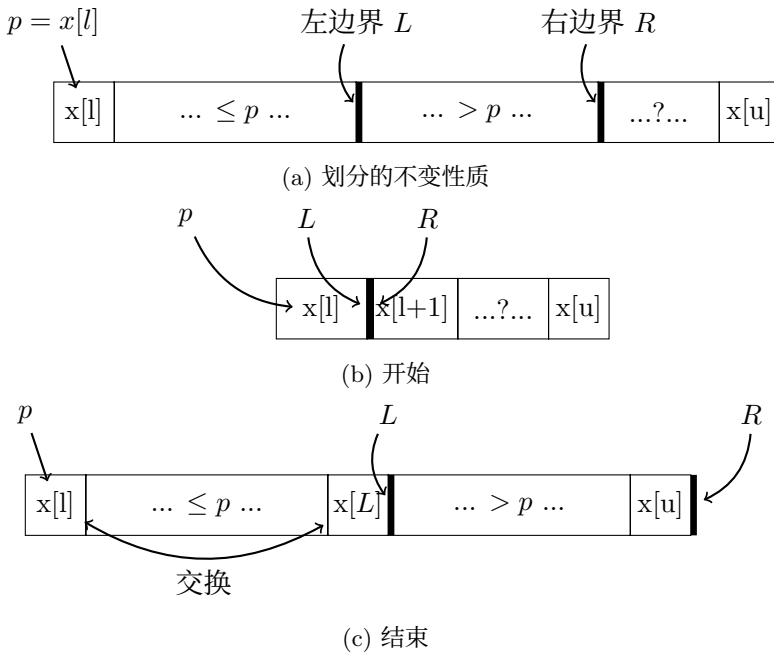 p = x[l] 左边界 L 右边界 R
x[l] ... ≤ p ... ... > p ... ...?... x[u]
(a) 划分的不变性质
p L R
x[l] x[l+1] ...?... x[u]
(b) 开始
p L R
x[l] ... ≤ p ... x[L] ... > p ... x[u]
交换
(c) 结束